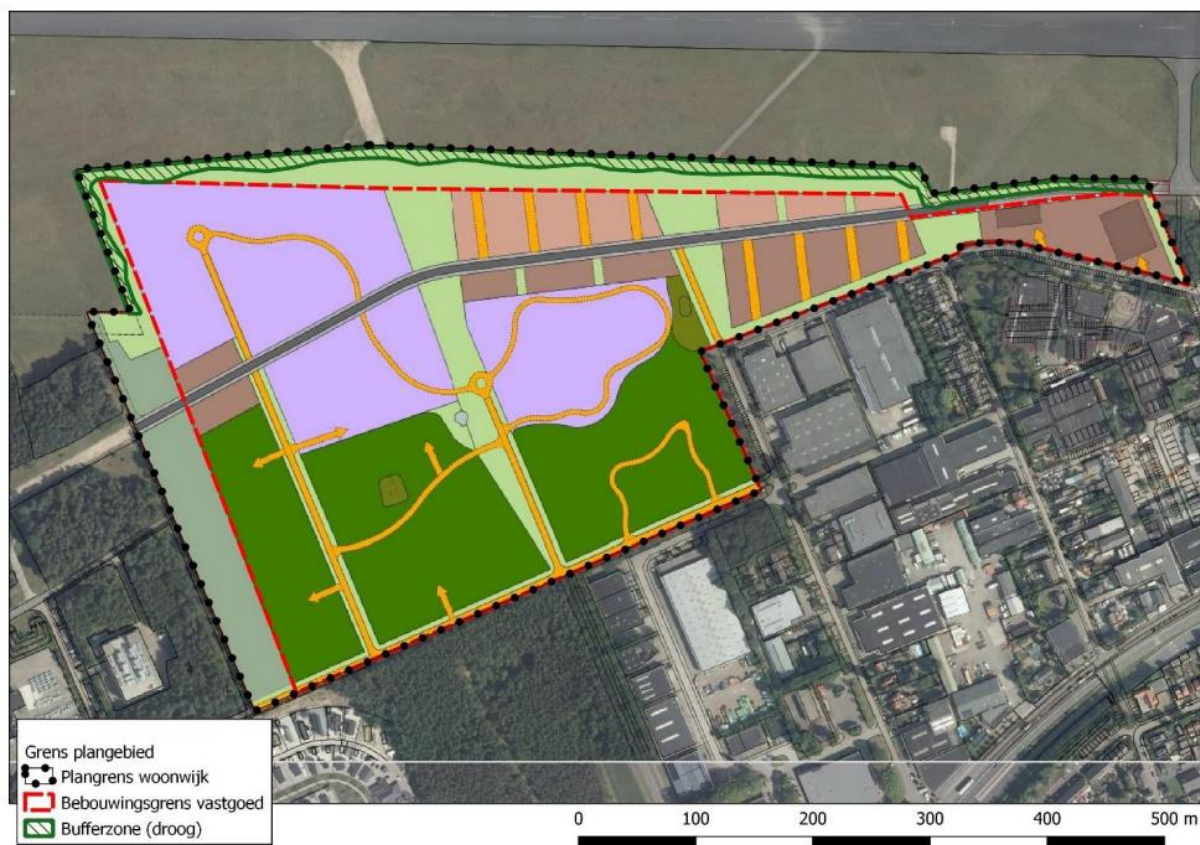 Grens plangebied
Plangrens woonwijk
Bebouwingsgrens vastgoed
Bufferzone (droog)
0 100 200 300 400 500 m